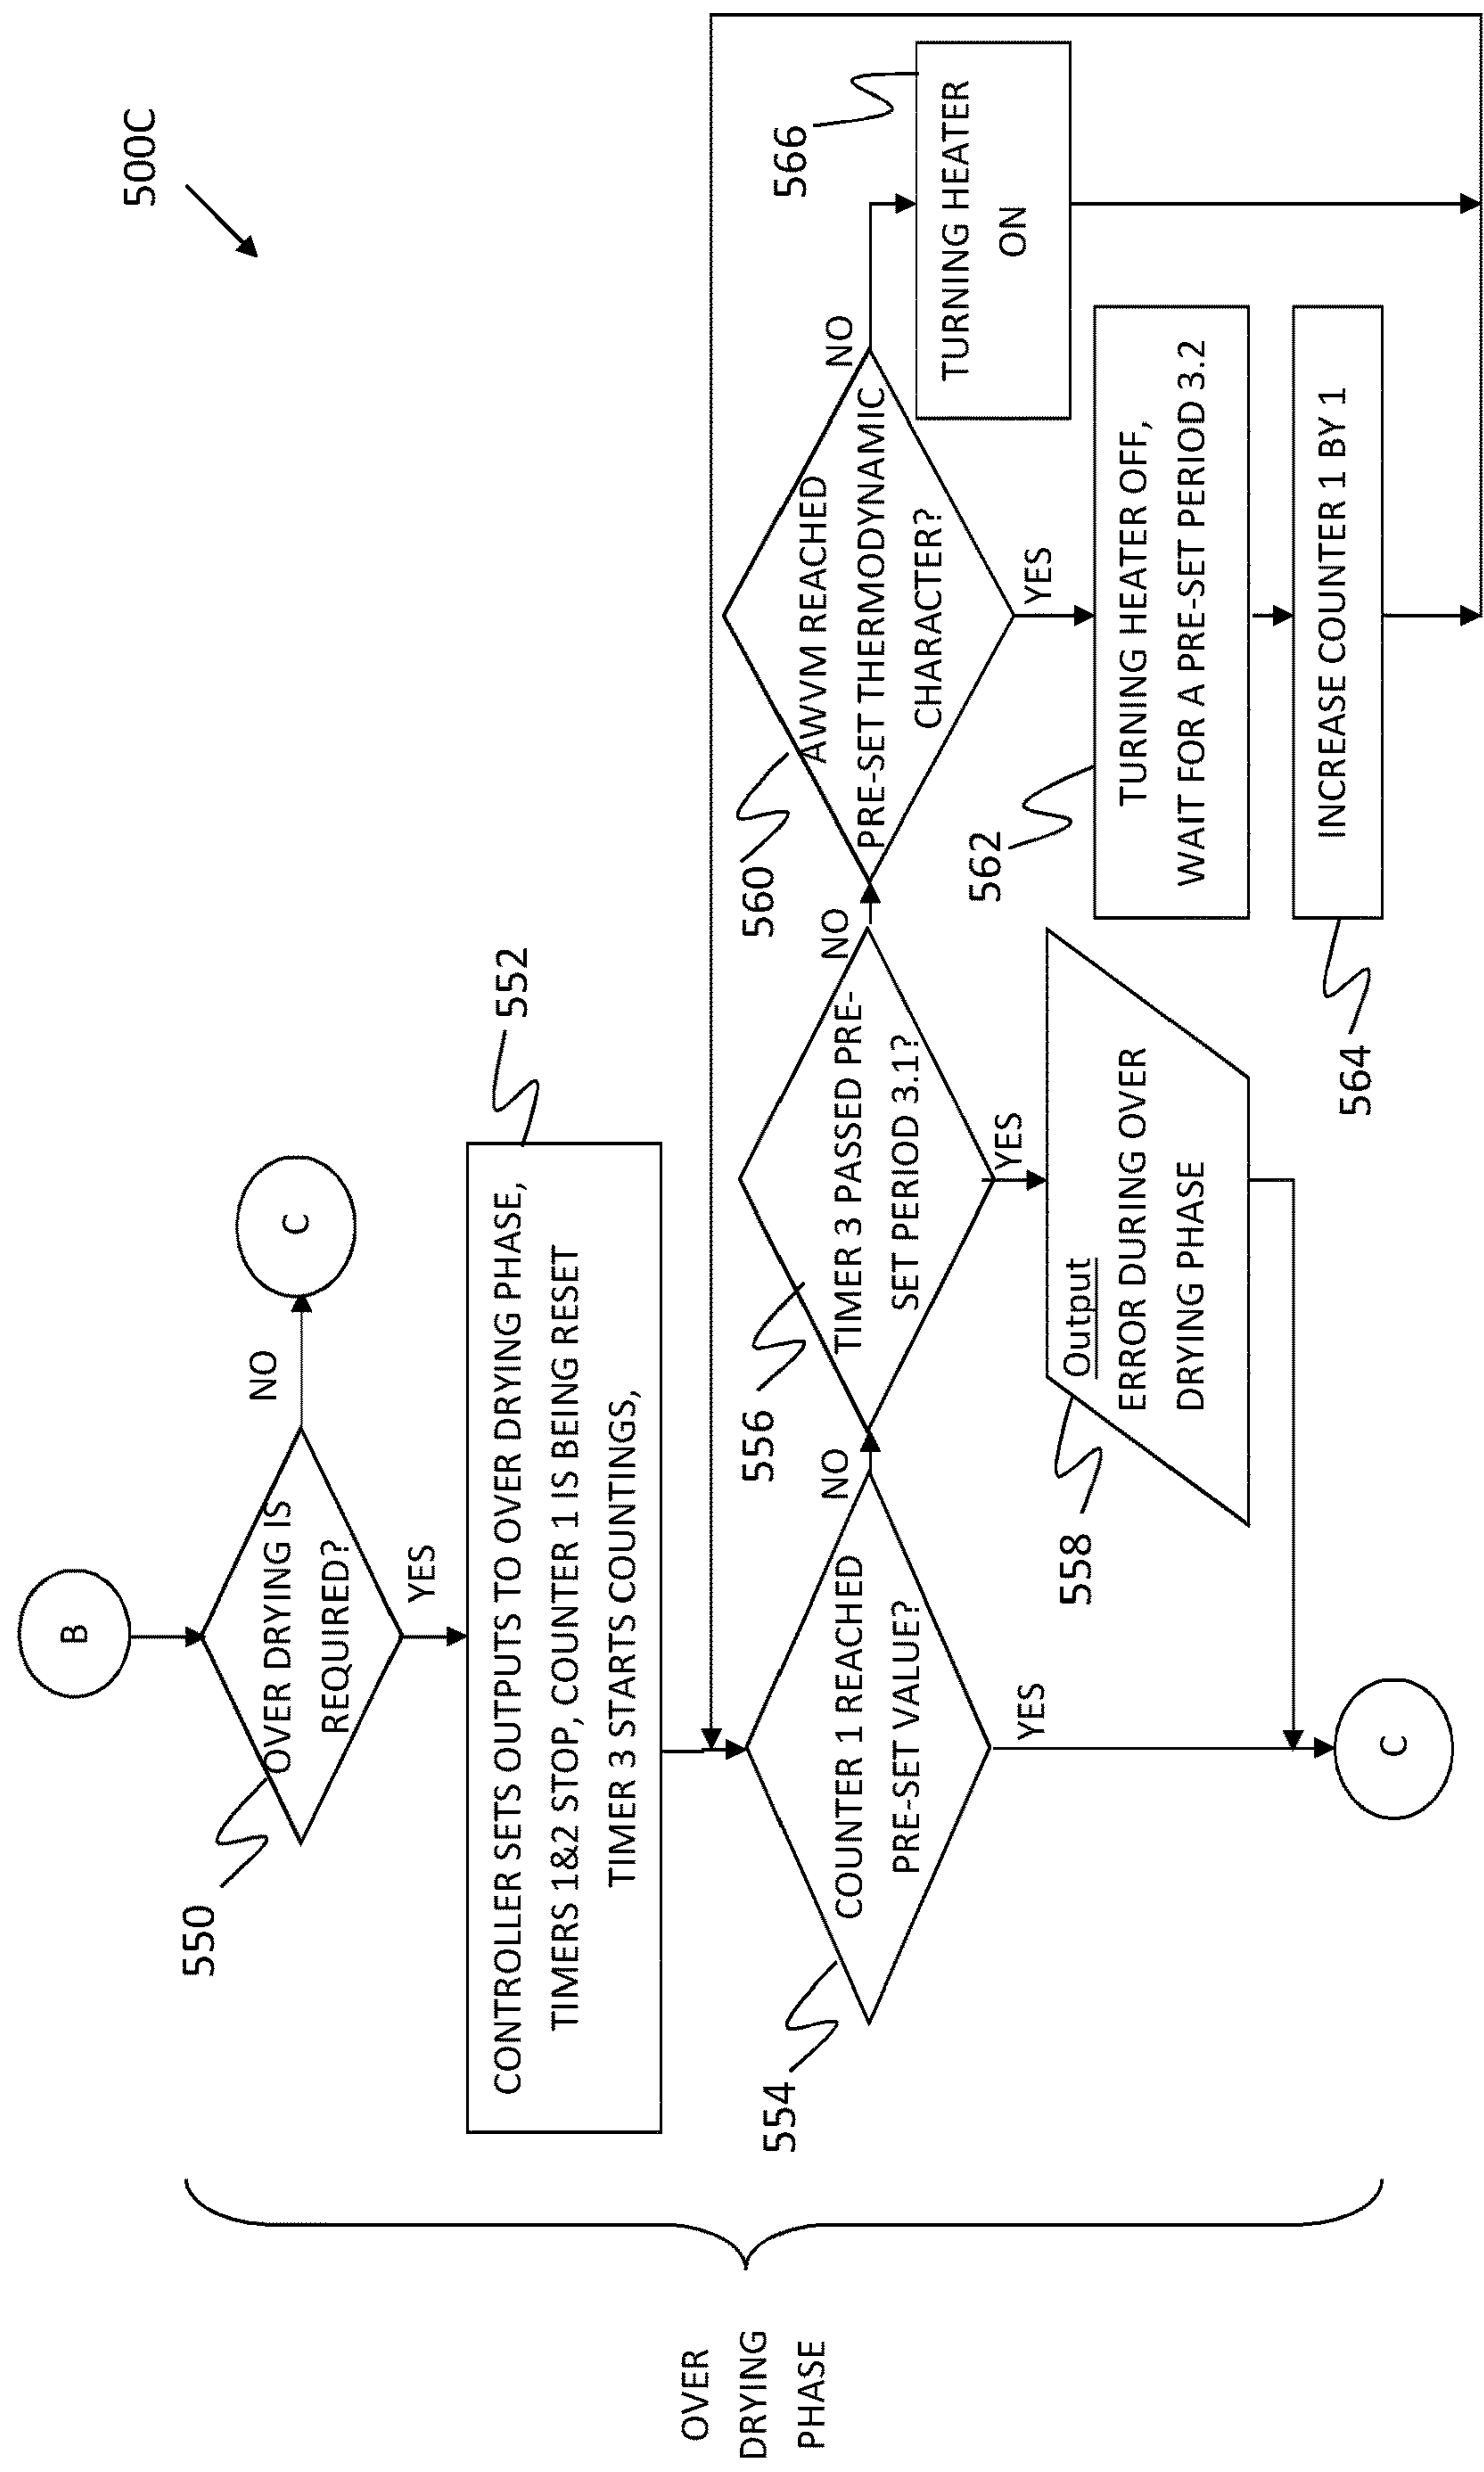 500C
B
550
OVER DRYING IS
REQUIRED?
NO
C
YES
552
CONTROLLER SETS OUTPUTS TO OVER DRYING PHASE,
TIMERS 1&2 STOP, COUNTER 1 IS BEING RESET
TIMER 3 STARTS COUNTINGS,
OVER
DRYING
PHASE
554
COUNTER 1 REACHED
PRE-SET VALUE?
NO
YES
556
TIMER 3 PASSED PRE-
SET PERIOD 3.1?
NO
YES
560
AWVM REACHED
PRE-SET THERMODYNAMIC
CHARACTER?
NO
YES
566
TURNING HEATER
ON
558
Output
ERROR DURING OVER
DRYING PHASE
562
TURNING HEATER OFF,
WAIT FOR A PRE-SET PERIOD 3.2
564
INCREASE COUNTER 1 BY 1
C